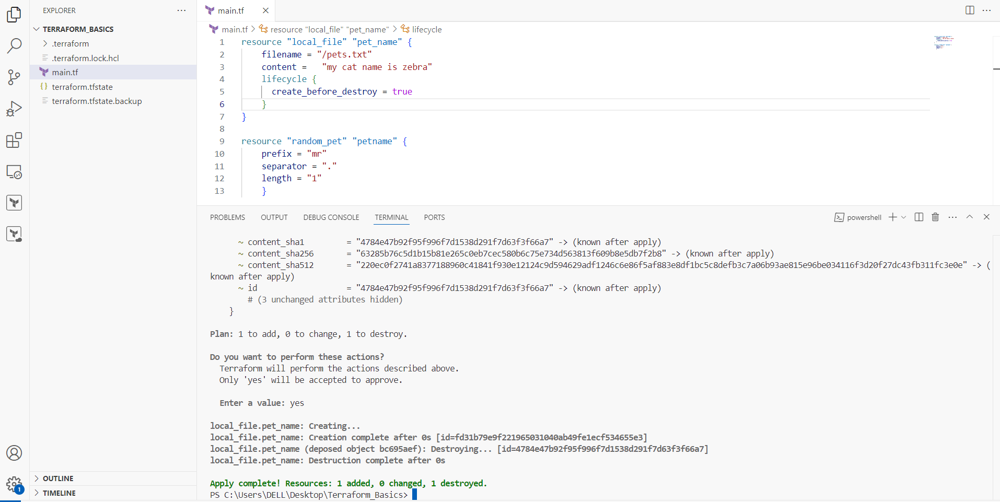 EXPLORER
TERRAFORM_BASICS
.terraform
.terraform.lock.hcl
main.tf
terraform.tfstate
terraform.tfstate.backup
OUTLINE
TIMELINE
1
main.tf
main.tf > resource "local_file" "pet_name" > lifecycle
1 resource "local_file" "pet_name" {
2     filename = "/pets.txt"
3     content =   "my cat name is zebra"
4     lifecycle {
5       create_before_destroy = true
6     }
7 }
8
9 resource "random_pet" "petname" {
10     prefix = "mr"
11     separator = "."
12     length = "1"
13     }
PROBLEMS OUTPUT DEBUG CONSOLE TERMINAL PORTS
powershell
~ content_sha1         = "4784e47b92f95f996f7d1538d291f7d63f3f66a7" -> (known after apply)
~ content_sha256       = "63285b76c5d1b15b81e265c0eb7cec580b6c75e734d563813f609b8e5db7f2b8" -> (known after apply)
~ content_sha512       = "220ec0f2741a8377188960c41841f930e12124c9d594629adf1246c6e86f5af883e8df1bc5c8defb3c7a06b93ae815e96be034116f3d20f27dc43fb311fc3e0e" -> (
known after apply)
~ id                   = "4784e47b92f95f996f7d1538d291f7d63f3f66a7" -> (known after apply)
# (3 unchanged attributes hidden)
}
Plan: 1 to add, 0 to change, 1 to destroy.
Do you want to perform these actions?
Terraform will perform the actions described above.
Only 'yes' will be accepted to approve.
Enter a value: yes
local_file.pet_name: Creating...
local_file.pet_name: Creation complete after 0s [id=fd31b79e9f221965031040ab49fe1ecf534655e3]
local_file.pet_name (deposed object bc695aef): Destroying... [id=4784e47b92f95f996f7d1538d291f7d63f3f66a7]
local_file.pet_name: Destruction complete after 0s
Apply complete! Resources: 1 added, 0 changed, 1 destroyed.
PS C:\Users\DELL\Desktop\Terraform_Basics>